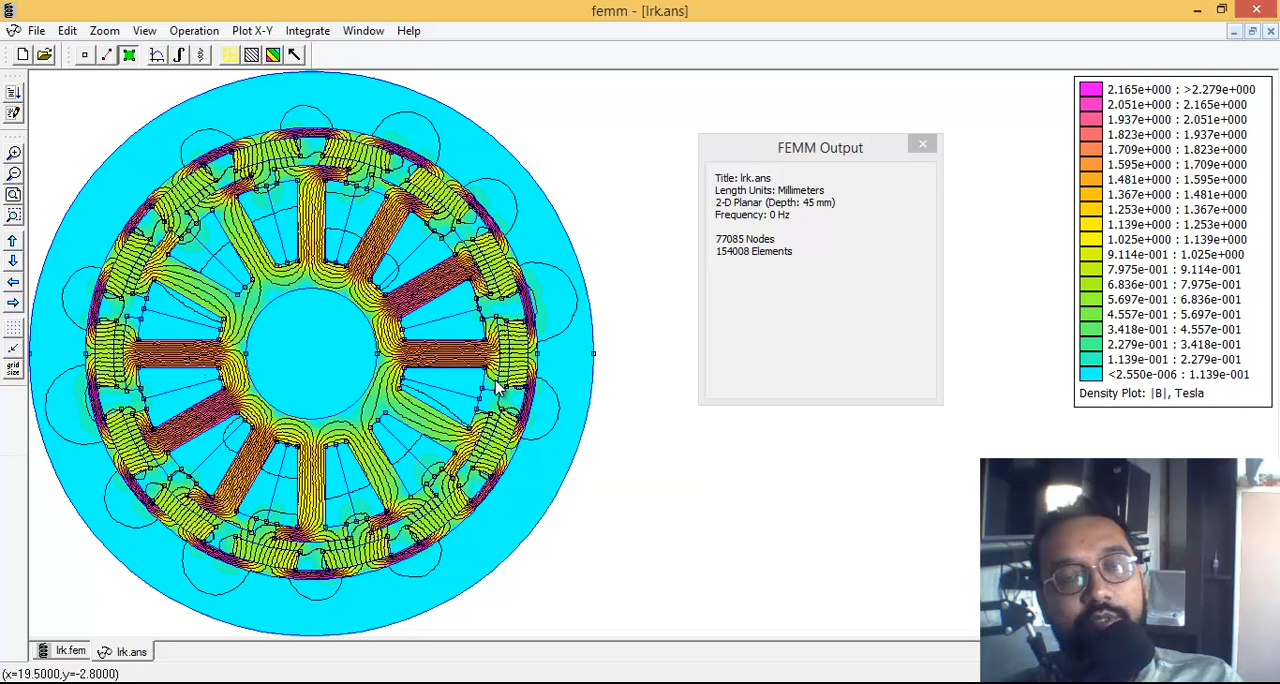 femm - [lrk.ans]
File Edit Zoom View Operation Plot X-Y Integrate Window Help
FEMM Output
Title: lrk.ans
Length Units: Millimeters
2-D Planar (Depth: 45 mm)
Frequency: 0 Hz
77085 Nodes
154008 Elements
2.165e+000 : >2.279e+000
2.051e+000 : 2.165e+000
1.937e+000 : 2.051e+000
1.823e+000 : 1.937e+000
1.709e+000 : 1.823e+000
1.595e+000 : 1.709e+000
1.481e+000 : 1.595e+000
1.367e+000 : 1.481e+000
1.253e+000 : 1.367e+000
1.139e+000 : 1.253e+000
1.025e+000 : 1.139e+000
9.114e-001 : 1.025e+000
7.975e-001 : 9.114e-001
6.836e-001 : 7.975e-001
5.697e-001 : 6.836e-001
4.557e-001 : 5.697e-001
3.418e-001 : 4.557e-001
2.279e-001 : 3.418e-001
1.139e-001 : 2.279e-001
<2.550e-006 : 1.139e-001
Density Plot: |B|, Tesla
grid
size
lrk.fem
lrk.ans
(x=19.5000,y=-2.8000)